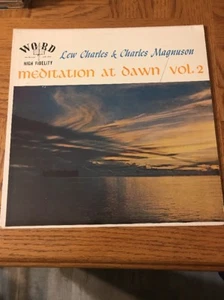 WORD
HIGH FIDELITY
Lew Charles & Charles Magnuson
meditation at dawn / vol. 2